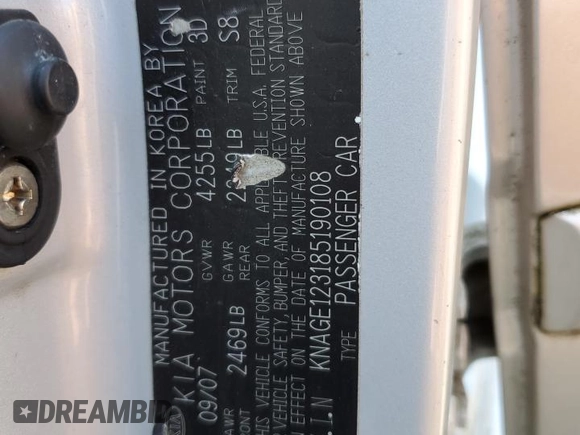 MANUFACTURED IN KOREA BY
KIA MOTORS CORPORATION
09/07 GVWR 4255LB PAINT 3D
GAWR 2469LB GAWR REAR TRIM S8
THIS VEHICLE CONFORMS TO ALL U.S.A. FEDERAL
VEHICLE SAFETY, BUMPER, AND THEFT PREVENTION STANDARD
IN EFFECT ON THE DATE OF MANUFACTURE SHOWN ABOVE
V.I.N KNAGE123185190108
TYPE PASSENGER CAR
DREAMBID